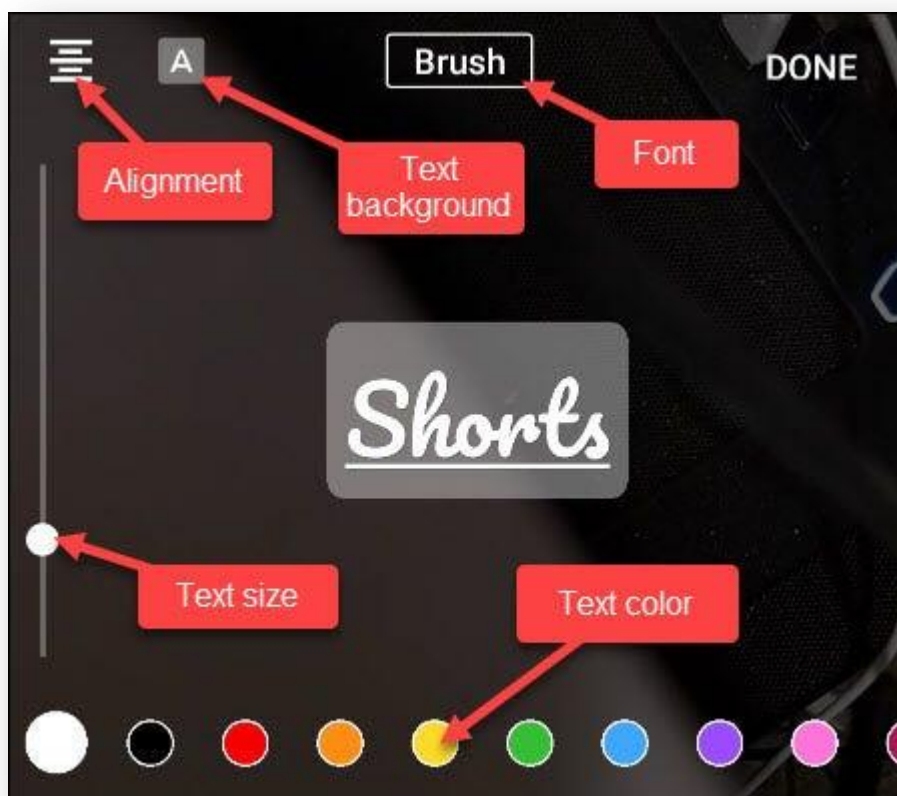 A
Brush
DONE
Alignment
Text
background
Font
Shorts
Text size
Text color